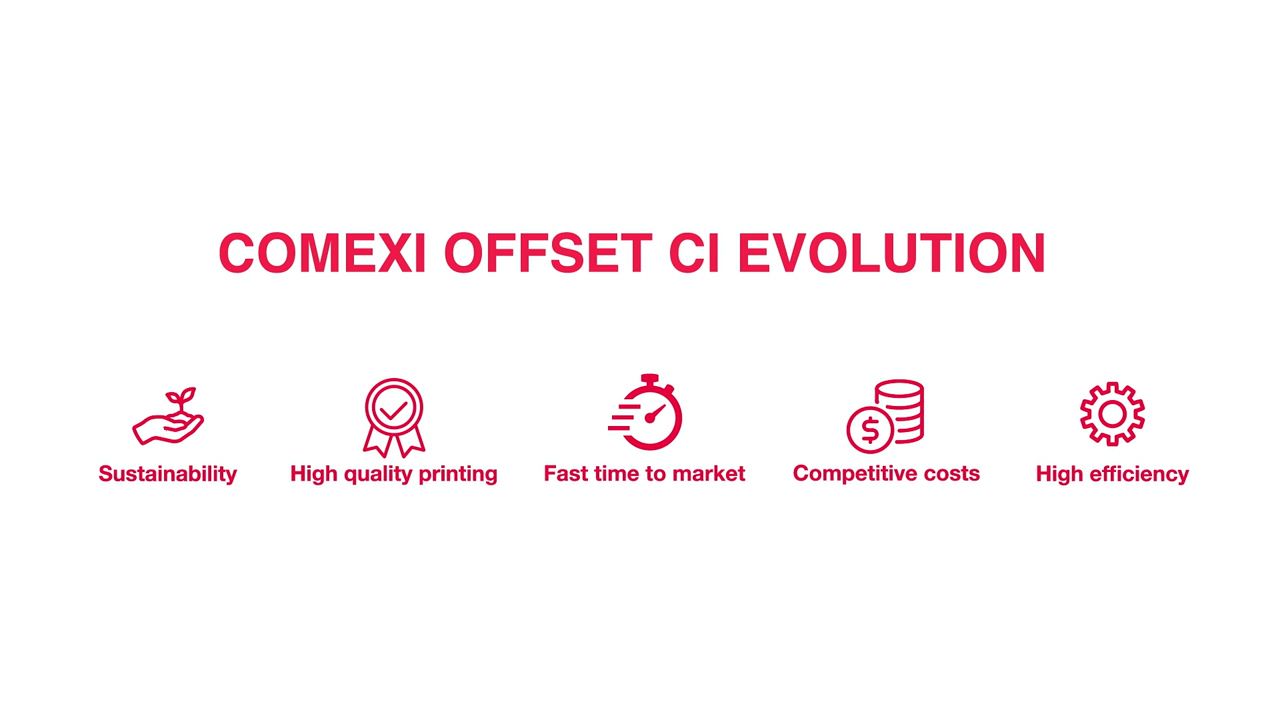 COMEXI OFFSET CI EVOLUTION
$
Sustainability
High quality printing
Fast time to market
Competitive costs
High efficiency